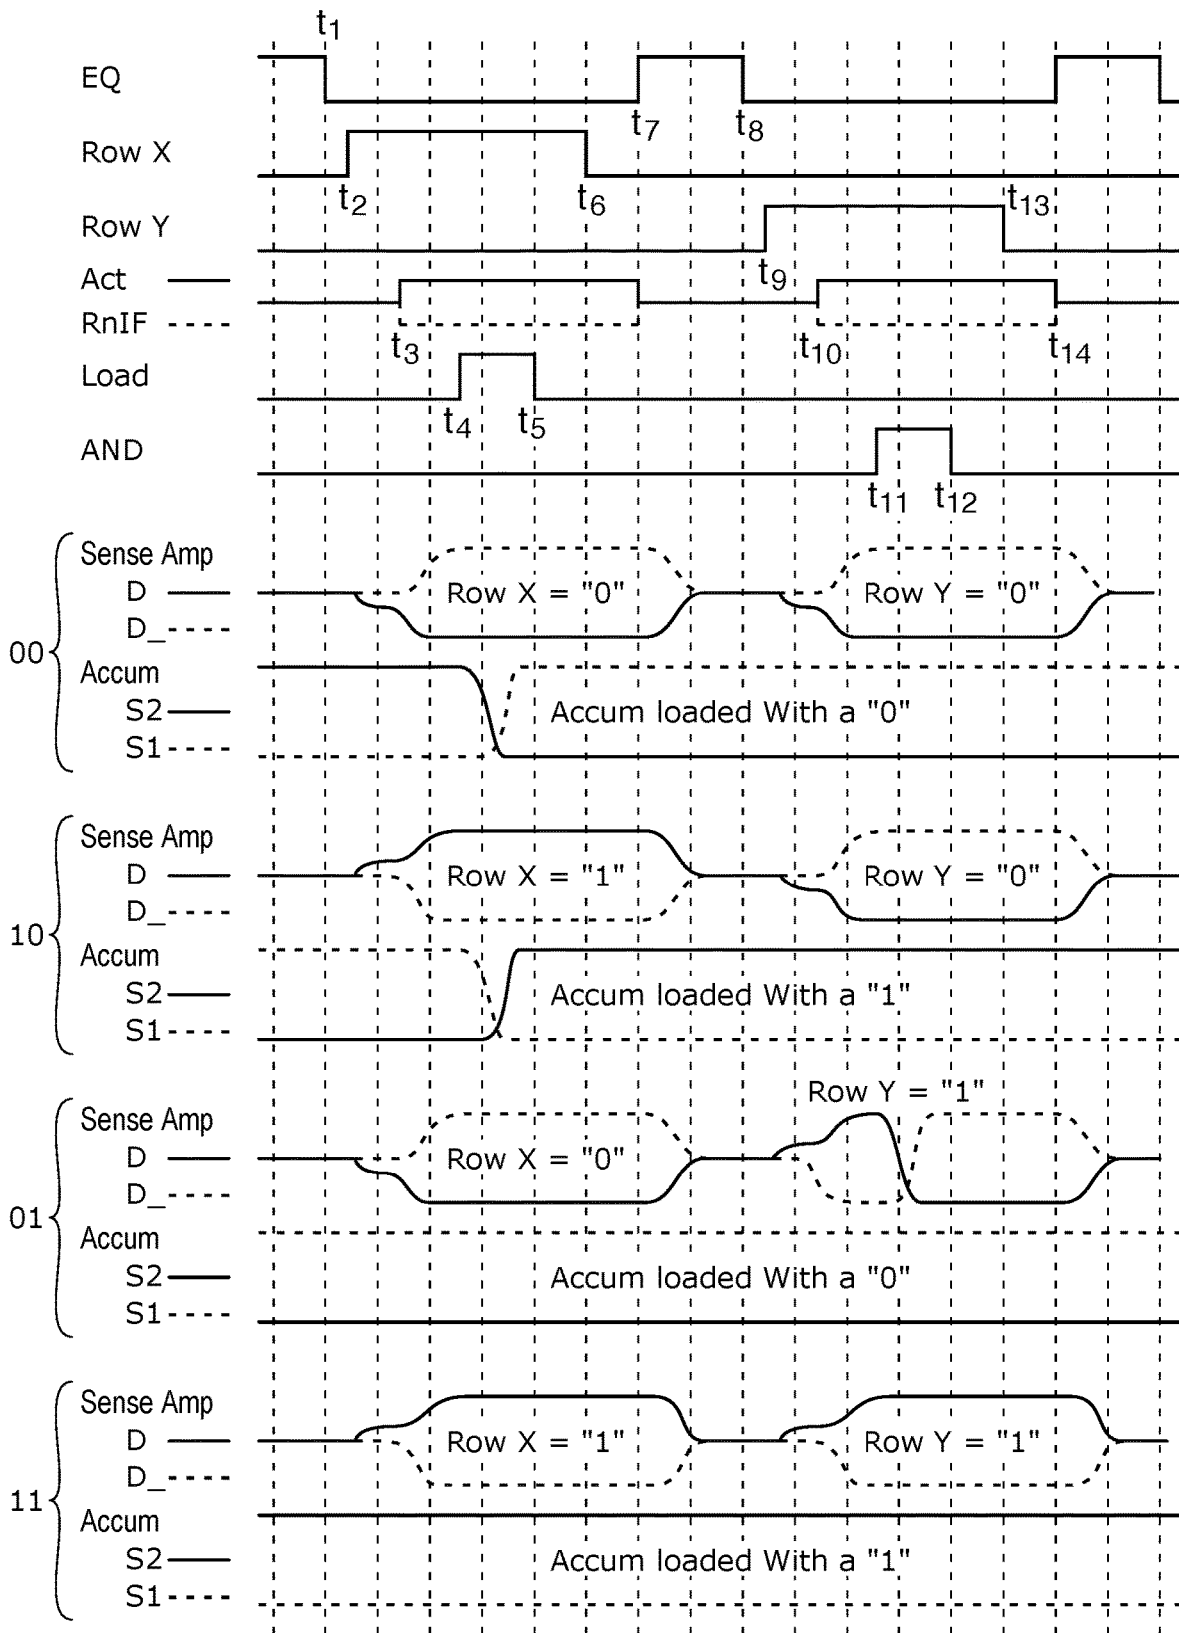 t1
EQ
t7 t8
Row X
t2 t6 t13
Row Y
t9
Act
RnIF
t3 t10 t14
Load
t4 t5
AND
t11 t12
00
Sense Amp
D
D_
Row X = "0" Row Y = "0"
Accum
S2
S1
Accum loaded With a "0"
10
Sense Amp
D
D_
Row X = "1" Row Y = "0"
Accum
S2
S1
Accum loaded With a "1"
01
Row Y = "1"
Sense Amp
D
D_
Row X = "0"
Accum
S2
S1
Accum loaded With a "0"
11
Sense Amp
D
D_
Row X = "1" Row Y = "1"
Accum
S2
S1
Accum loaded With a "1"